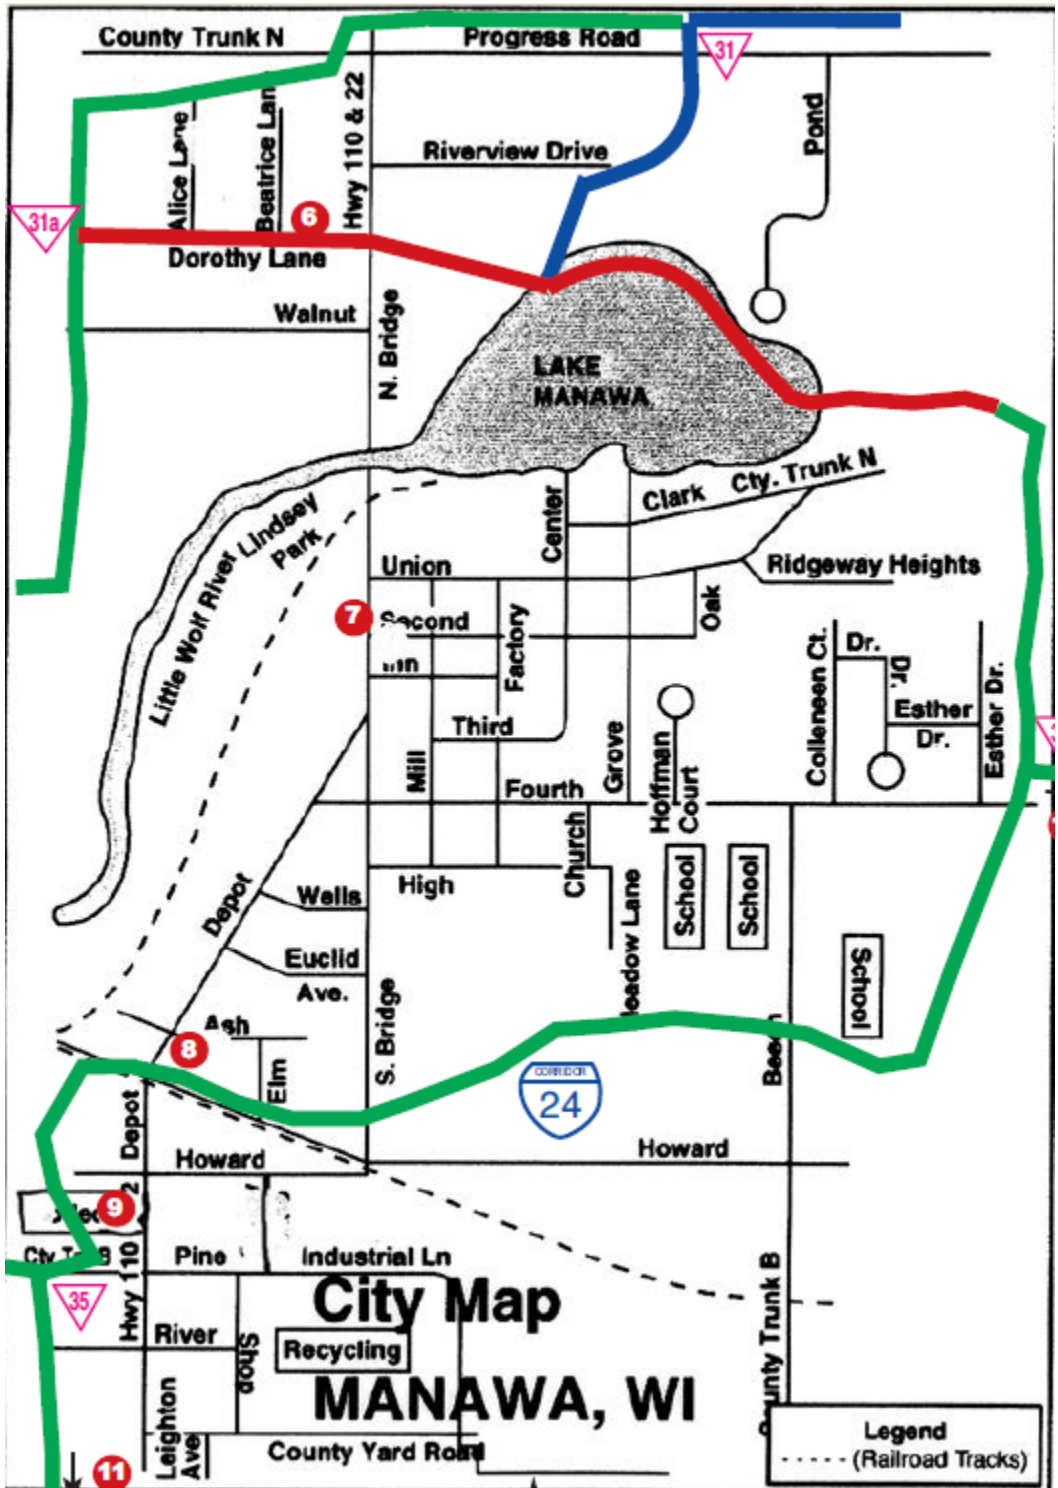 County Trunk N
Progress Road
31
Hwy 110 & 22
Pond
Alice Lane
Beatrice Lan
Riverview Drive
31a
6
Dorothy Lane
Walnut
N. Bridge
LAKE
MANAWA
Little Wolf River
Lindsey
Park
Center
Clark
Cty. Trunk N
Union
Ridgeway Heights
7
Second
Factory
Oak
Third
Mill
Grove
Fourth
Hoffman
Court
Colleneen Ct.
Dr.
Dr.
Esther
Dr.
Esther Dr.
Church
High
School
School
School
Depot
Wells
Euclid
Ave.
eadow Lane
Ash
8
Elm
S. Bridge
CORRIDOR
24
Depot
Howard
Howard
9
2
Pine
Industrial Ln
Hwy 110
35
City Map
River
Shop
Recycling
MANAWA, WI
Leighton
Ave
County Yard Road
11
unty Trunk B
Legend
(Railroad Tracks)